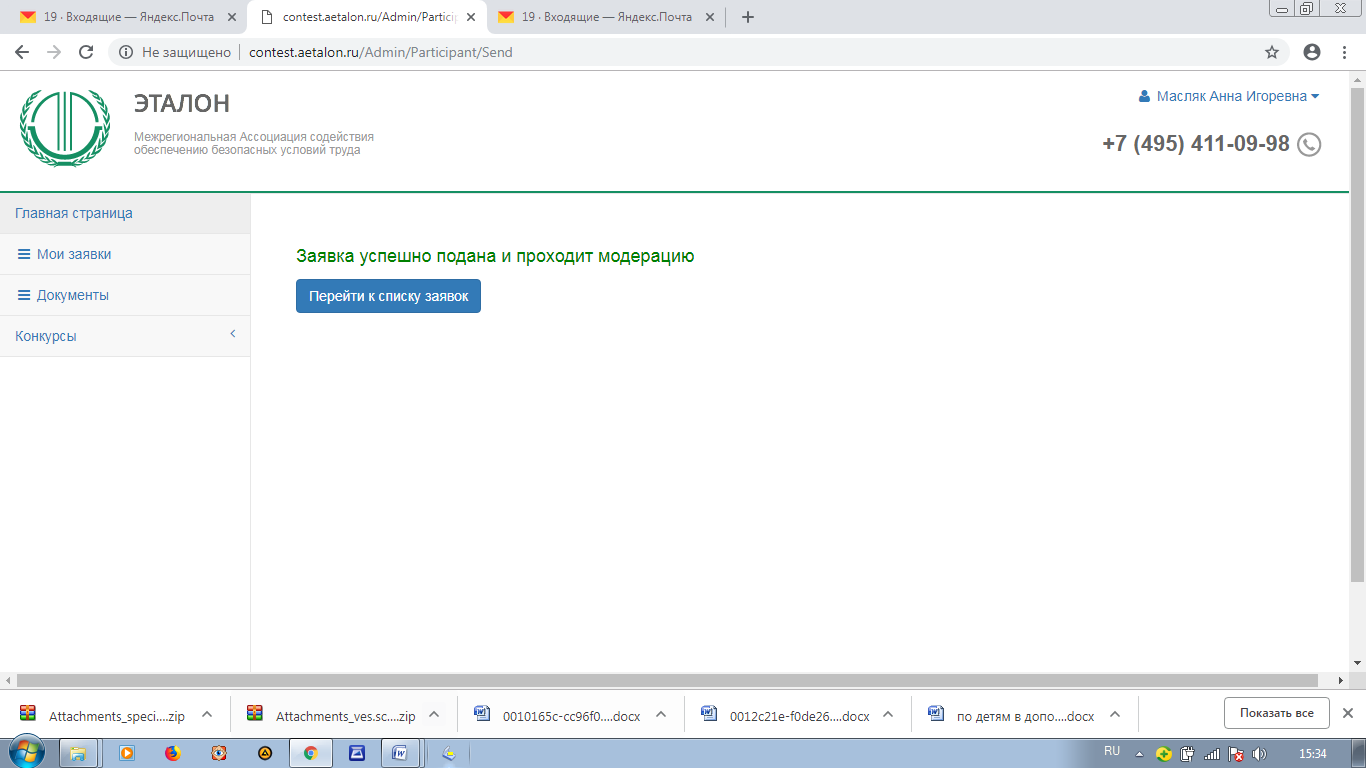 19 · Входящие — Яндекс.Почта
contest.aetalon.ru/Admin/Partici
19 · Входящие — Яндекс.Почта
Не защищено
contest.aetalon.ru/Admin/Participant/Send
ЭТАЛОН
Межрегиональная Ассоциация содействия
обеспечению безопасных условий труда
Масляк Анна Игоревна
+7 (495) 411-09-98
Главная страница
Мои заявки
Документы
Конкурсы
Заявка успешно подана и проходит модерацию
Перейти к списку заявок
Attachments_speci....zip
Attachments_ves.sc....zip
0010165c-cc96f0....docx
0012c21e-f0de26....docx
по детям в допо....docx
Показать все
RU
15:34